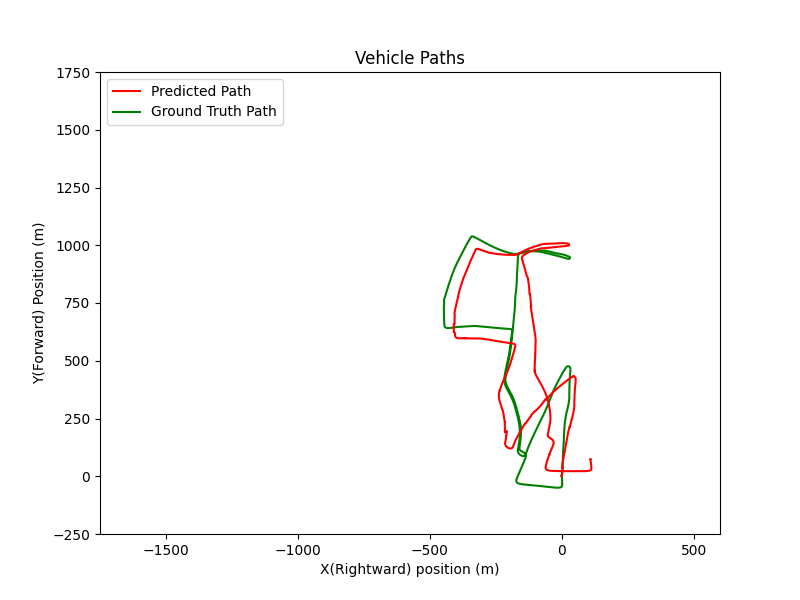 Vehicle Paths
Predicted Path
Ground Truth Path
1750
1500
1250
1000
750
500
250
0
−250
Y(Forward) Position (m)
−1500
−1000
−500
0
500
X(Rightward) position (m)